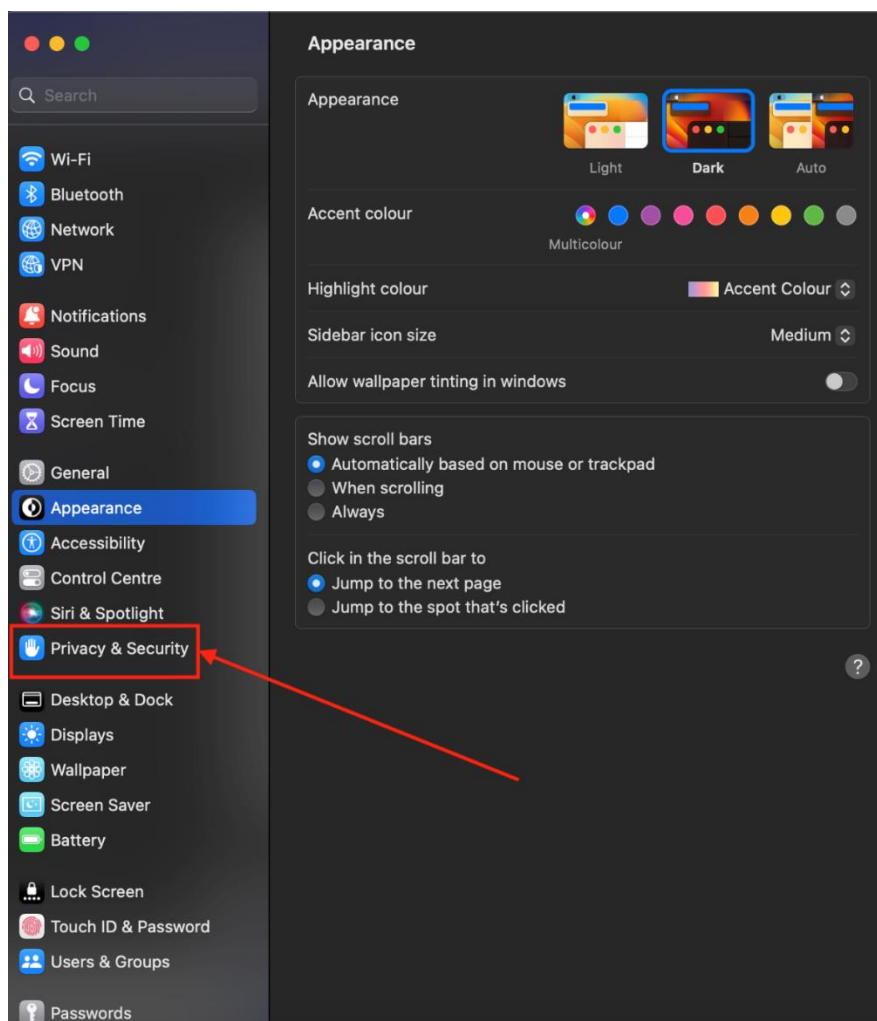 Search
Wi-Fi
Bluetooth
Network
VPN
Notifications
Sound
Focus
Screen Time
General
Appearance
Accessibility
Control Centre
Siri & Spotlight
Privacy & Security
Desktop & Dock
Displays
Wallpaper
Screen Saver
Battery
Lock Screen
Touch ID & Password
Users & Groups
Passwords
Appearance
Appearance
Light Dark Auto
Accent colour
Multicolour
Highlight colour Accent Colour
Sidebar icon size Medium
Allow wallpaper tinting in windows
Show scroll bars
Automatically based on mouse or trackpad
When scrolling
Always
Click in the scroll bar to
Jump to the next page
Jump to the spot that's clicked
?